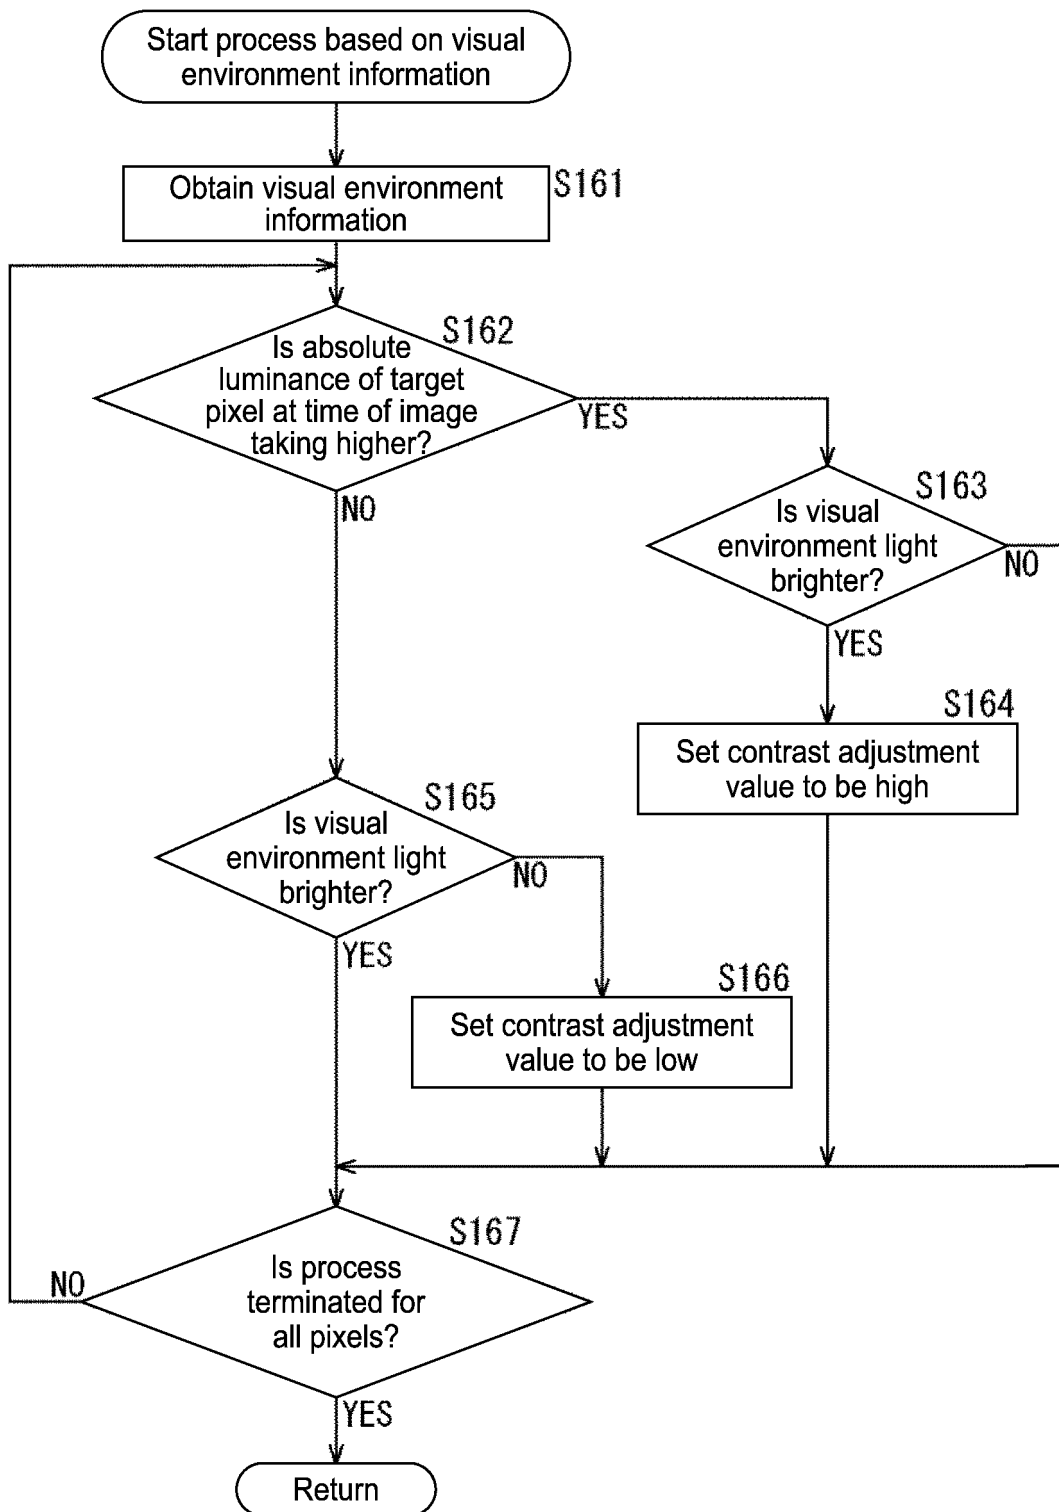 Start process based on visual
environment information
S161
Obtain visual environment
information
S162
Is absolute
luminance of target
pixel at time of image
taking higher?
YES
NO
S163
Is visual
environment light
brighter?
NO
YES
S164
Set contrast adjustment
value to be high
S165
Is visual
environment light
brighter?
NO
YES
S166
Set contrast adjustment
value to be low
S167
Is process
terminated for
all pixels?
NO
YES
Return